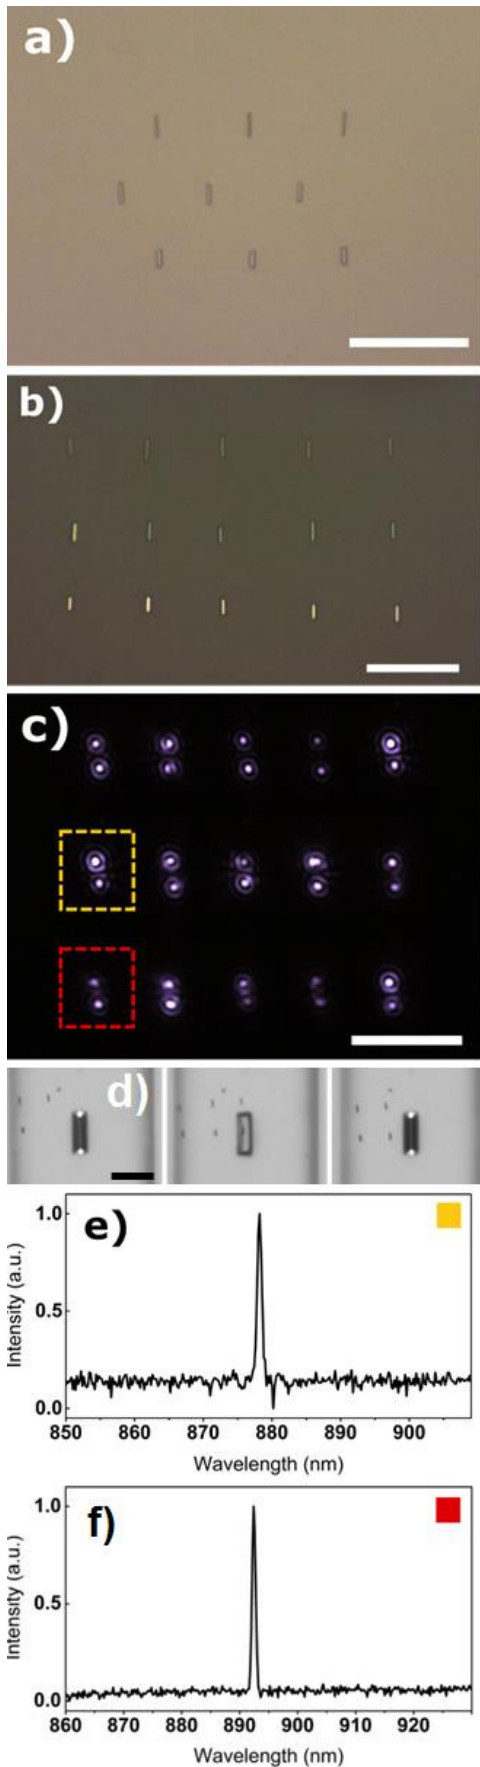 a)
b)
c)
d)
e)
1.0
0.5
0.0
Intensity (a.u.)
850 860 870 880 890 900
Wavelength (nm)
f)
1.0
0.5
0.0
Intensity (a.u.)
860 870 880 890 900 910 920
Wavelength (nm)